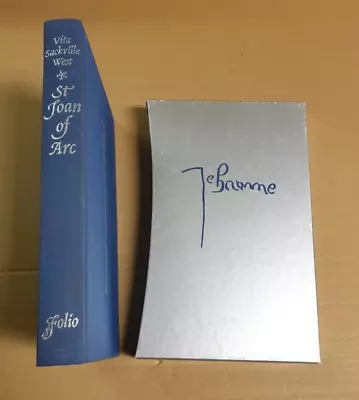 Vita
Sackville
West
St
Joan
of
Arc
Folio
Jehanne